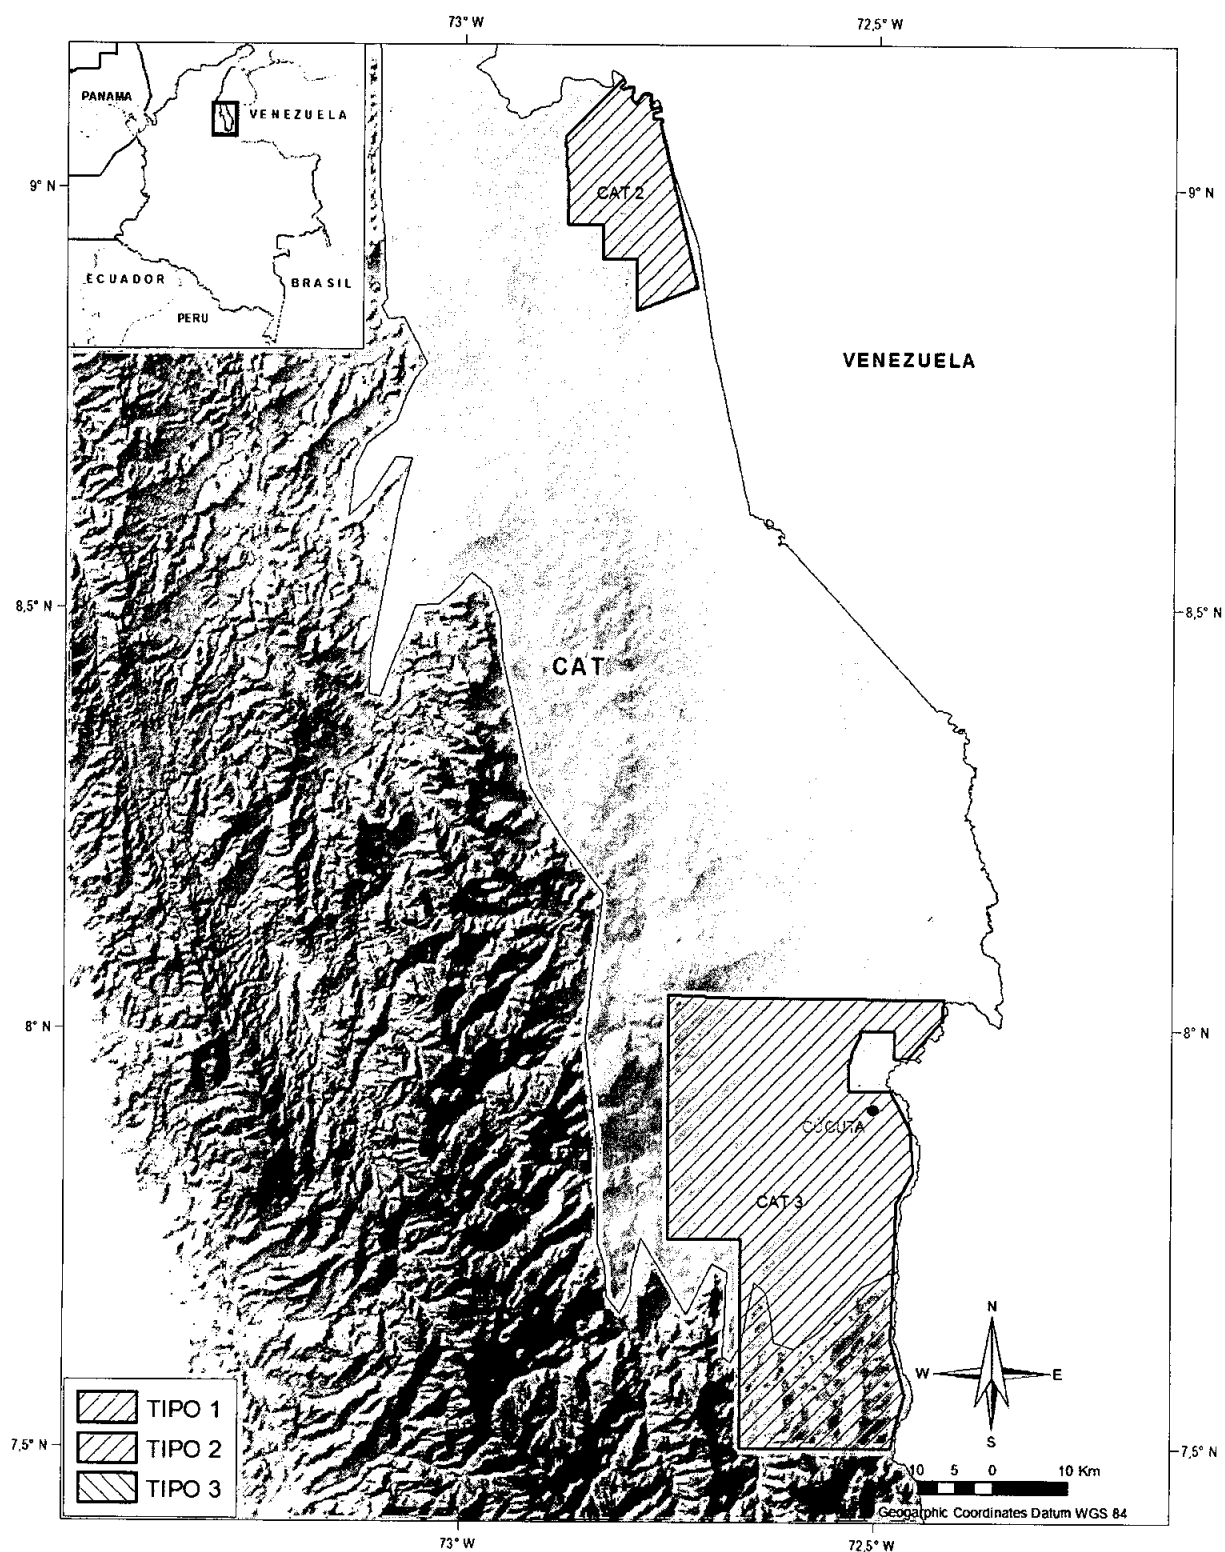 73° W
72,5° W
PANAMA
VENEZUELA
ECUADOR
BRASIL
PERU
9° N
9° N
CAT 2
VENEZUELA
8,5° N
8,5° N
CAT
8° N
8° N
CÚCUTA
CAT 3
N
W
E
S
TIPO 1
TIPO 2
TIPO 3
7,5° N
7,5° N
10 5 0 10 Km
Geogarphic Coordinates Datum WGS 84
73° W
72,5° W